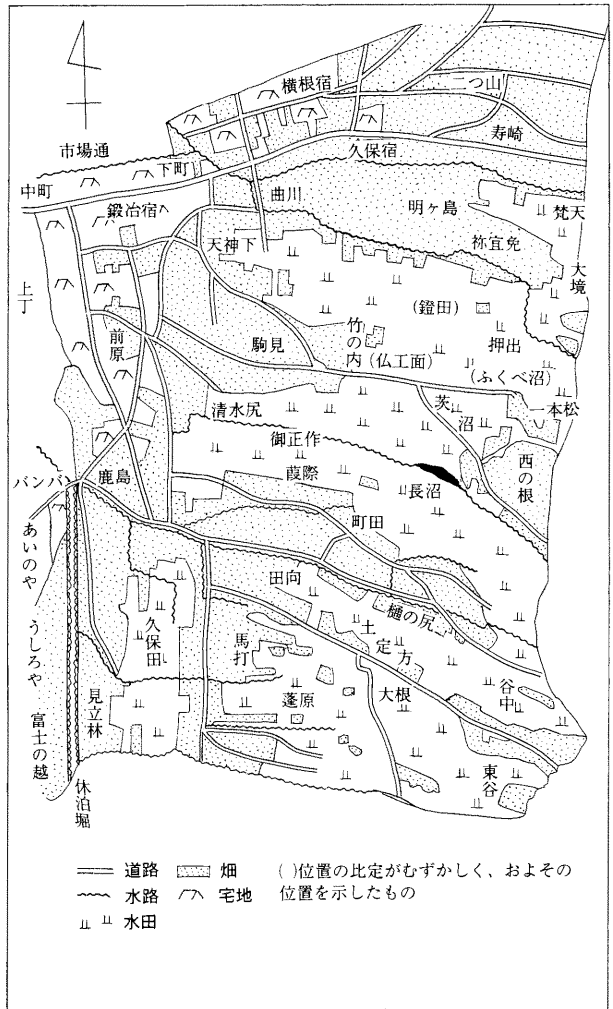 横根宿
二つ山
寿崎
久保宿
市場通
下町
中町
鍛冶宿
曲川
明ヶ島
梵天
祢宜免
天神下
大境
上丁
(鐙田)
前原
駒見
竹の内
(仏工面)
押出
(ふくべ沼)
清水尻
茨沼
一本松
御正作
葭際
西の根
バンバ
鹿島
長沼
町田
あいのや
うしろや
富士の越
田向
樋の尻
久保田
馬打
土定方
見立林
蓬原
大根
谷中
東谷
休泊堀
道路 畑 ( )位置の比定がむずかしく、およその
水路 宅地 位置を示したもの
水田